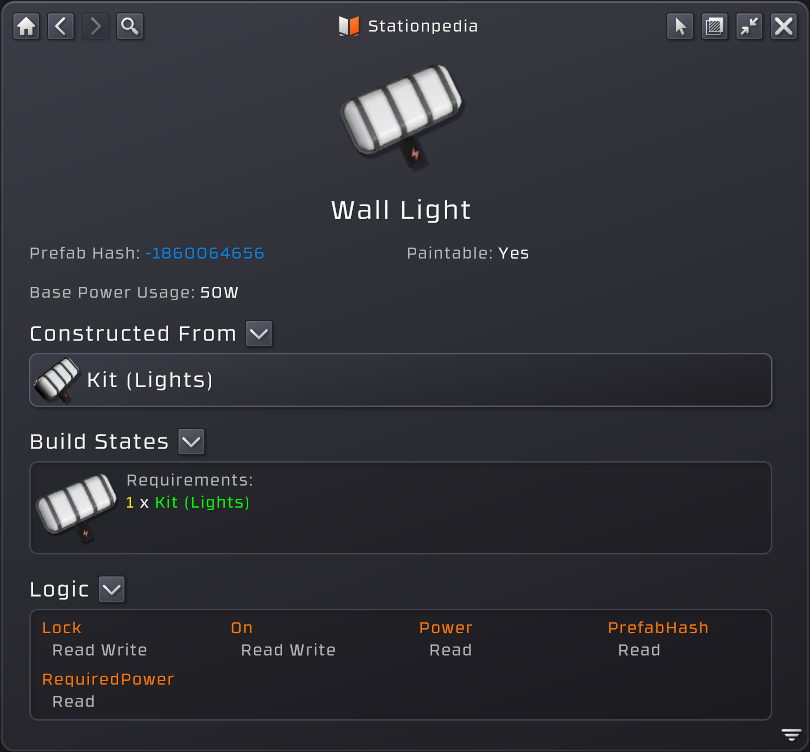 Stationpedia
Wall Light
Prefab Hash: -1860064656 Paintable: Yes
Base Power Usage: 50W
Constructed From
Kit (Lights)
Build States
Requirements:
1 x Kit (Lights)
Logic
Lock On Power PrefabHash
Read Write Read Write Read Read
RequiredPower
Read